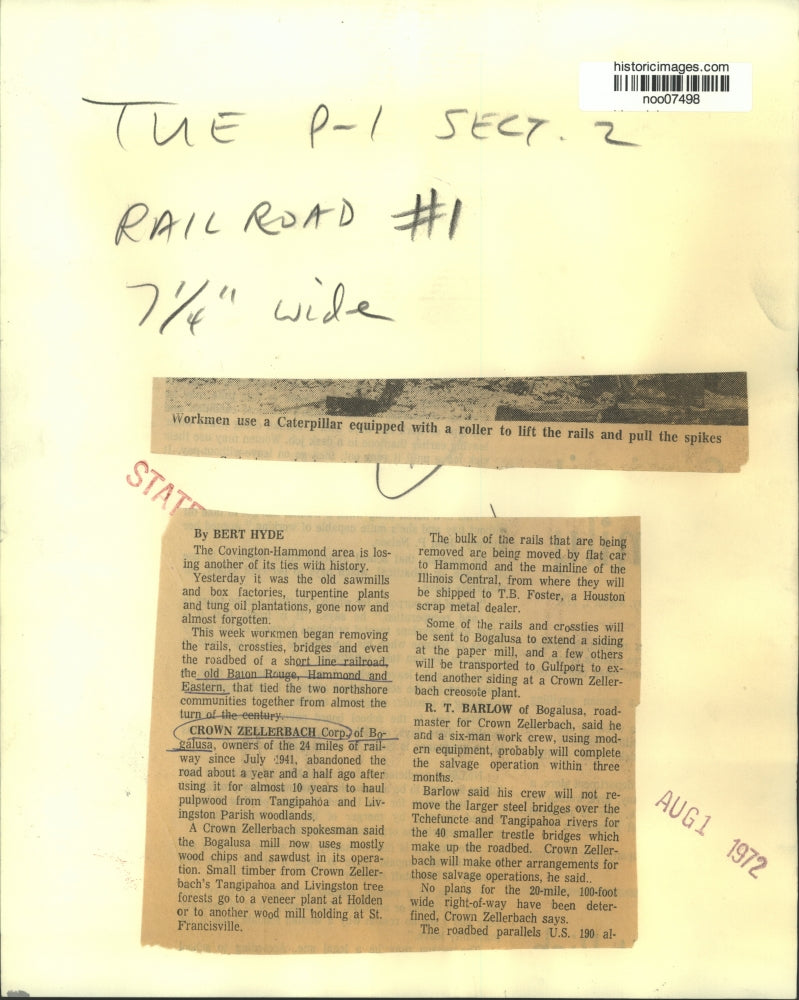 historicimages.com
noo07498
TUE P-1 SECT. 2
RAILROAD #1
7 1/4" wide
Workmen use a Caterpillar equipped with a roller to lift the rails and pull the spikes
STATE
By BERT HYDE
The Covington-Hammond area is los-
ing another of its ties with history.
Yesterday it was the old sawmills
and box factories, turpentine plants
and tung oil plantations, gone now and
almost forgotten.
This week workmen began removing
the rails, crossties, bridges and even
the roadbed of a short line railroad,
the old Baton Rouge, Hammond and
Eastern, that tied the two northshore
communities together from almost the
turn of the century.
CROWN ZELLERBACH Corp. of Bo-
galusa, owners of the 24 miles of rail-
way since July 1941, abandoned the
road about a year and a half ago after
using it for almost 10 years to haul
pulpwood from Tangipahoa and Liv-
ingston Parish woodlands.
A Crown Zellerbach spokesman said
the Bogalusa mill now uses mostly
wood chips and sawdust in its opera-
tion. Small timber from Crown Zeller-
bach's Tangipahoa and Livingston tree
forests go to a veneer plant at Holden
or to another wood mill holding at St.
Francisville.
The bulk of the rails that are being
removed are being moved by flat car
to Hammond and the mainline of the
Illinois Central, from where they will
be shipped to T.B. Foster, a Houston
scrap metal dealer.
Some of the rails and crossties will
be sent to Bogalusa to extend a siding
at the paper mill, and a few others
will be transported to Gulfport to ex-
tend another siding at a Crown Zeller-
bach creosote plant.
R. T. BARLOW of Bogalusa, road-
master for Crown Zellerbach, said he
and a six-man work crew, using mod-
ern equipment, probably will complete
the salvage operation within three
months.
Barlow said his crew will not re-
move the larger steel bridges over the
Tchefuncte and Tangipahoa rivers for
the 40 smaller trestle bridges which
make up the roadbed. Crown Zeller-
bach will make other arrangements for
those salvage operations, he said..
No plans for the 20-mile, 100-foot
wide right-of-way have been deter-
fined, Crown Zellerbach says.
The roadbed parallels U.S. 190 al-
AUG 1 1972